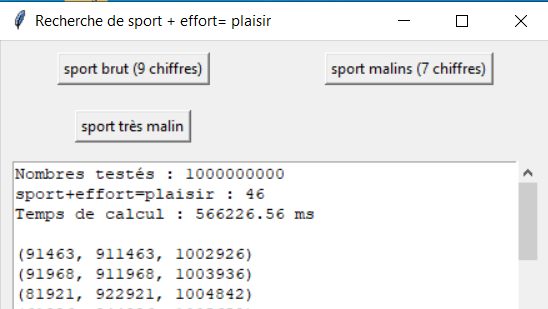 Recherche de sport + effort= plaisir
sport brut (9 chiffres)
sport malins (7 chiffres)
sport très malin
Nombres testés : 1000000000
sport+effort=plaisir : 46
Temps de calcul : 566226.56 ms
(91463, 911463, 1002926)
(91968, 911968, 1003936)
(81921, 922921, 1004842)